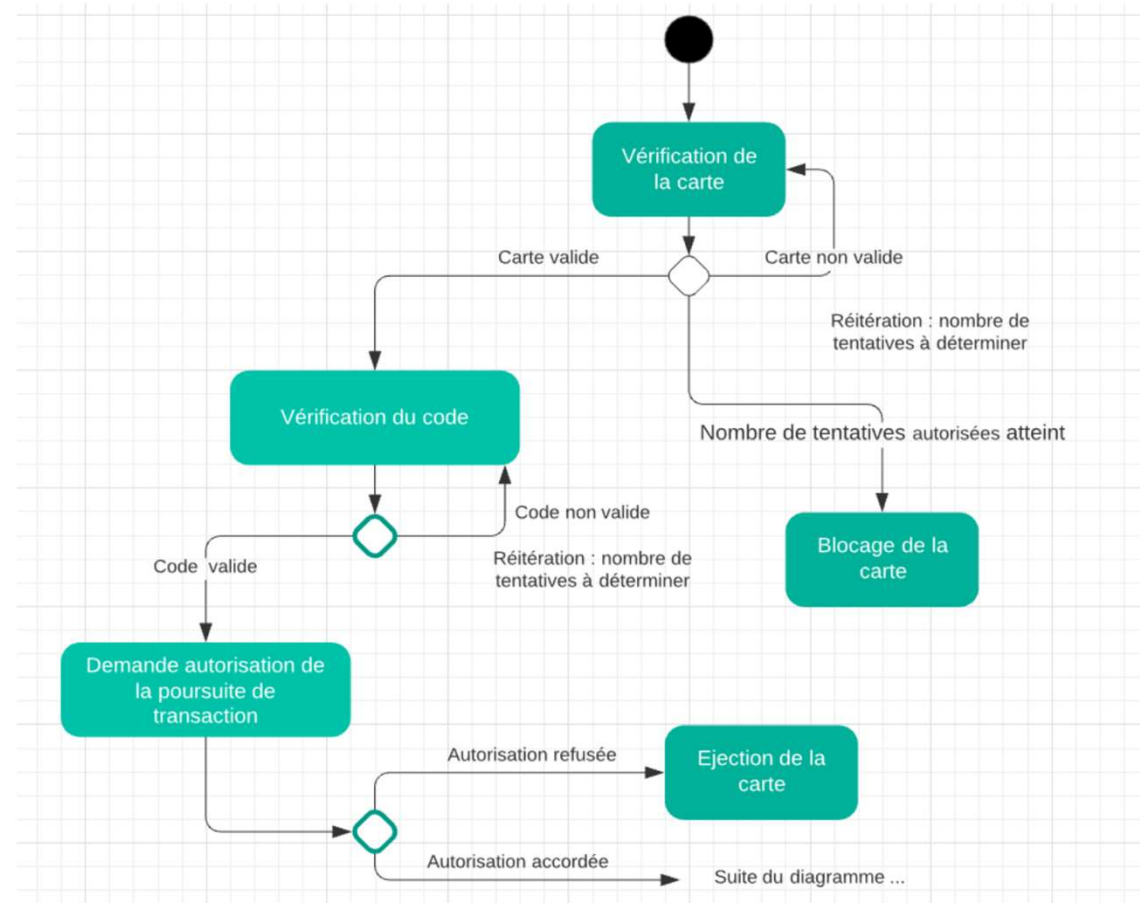 Vérification de
la carte
Carte valide
Carte non valide
Réitération : nombre de
tentatives à déterminer
Vérification du code
Nombre de tentatives autorisées atteint
Code non valide
Blocage de la
carte
Réitération : nombre de
tentatives à déterminer
Code valide
Demande autorisation de
la poursuite de
transaction
Autorisation refusée
Ejection de la
carte
Autorisation accordée
Suite du diagramme ...